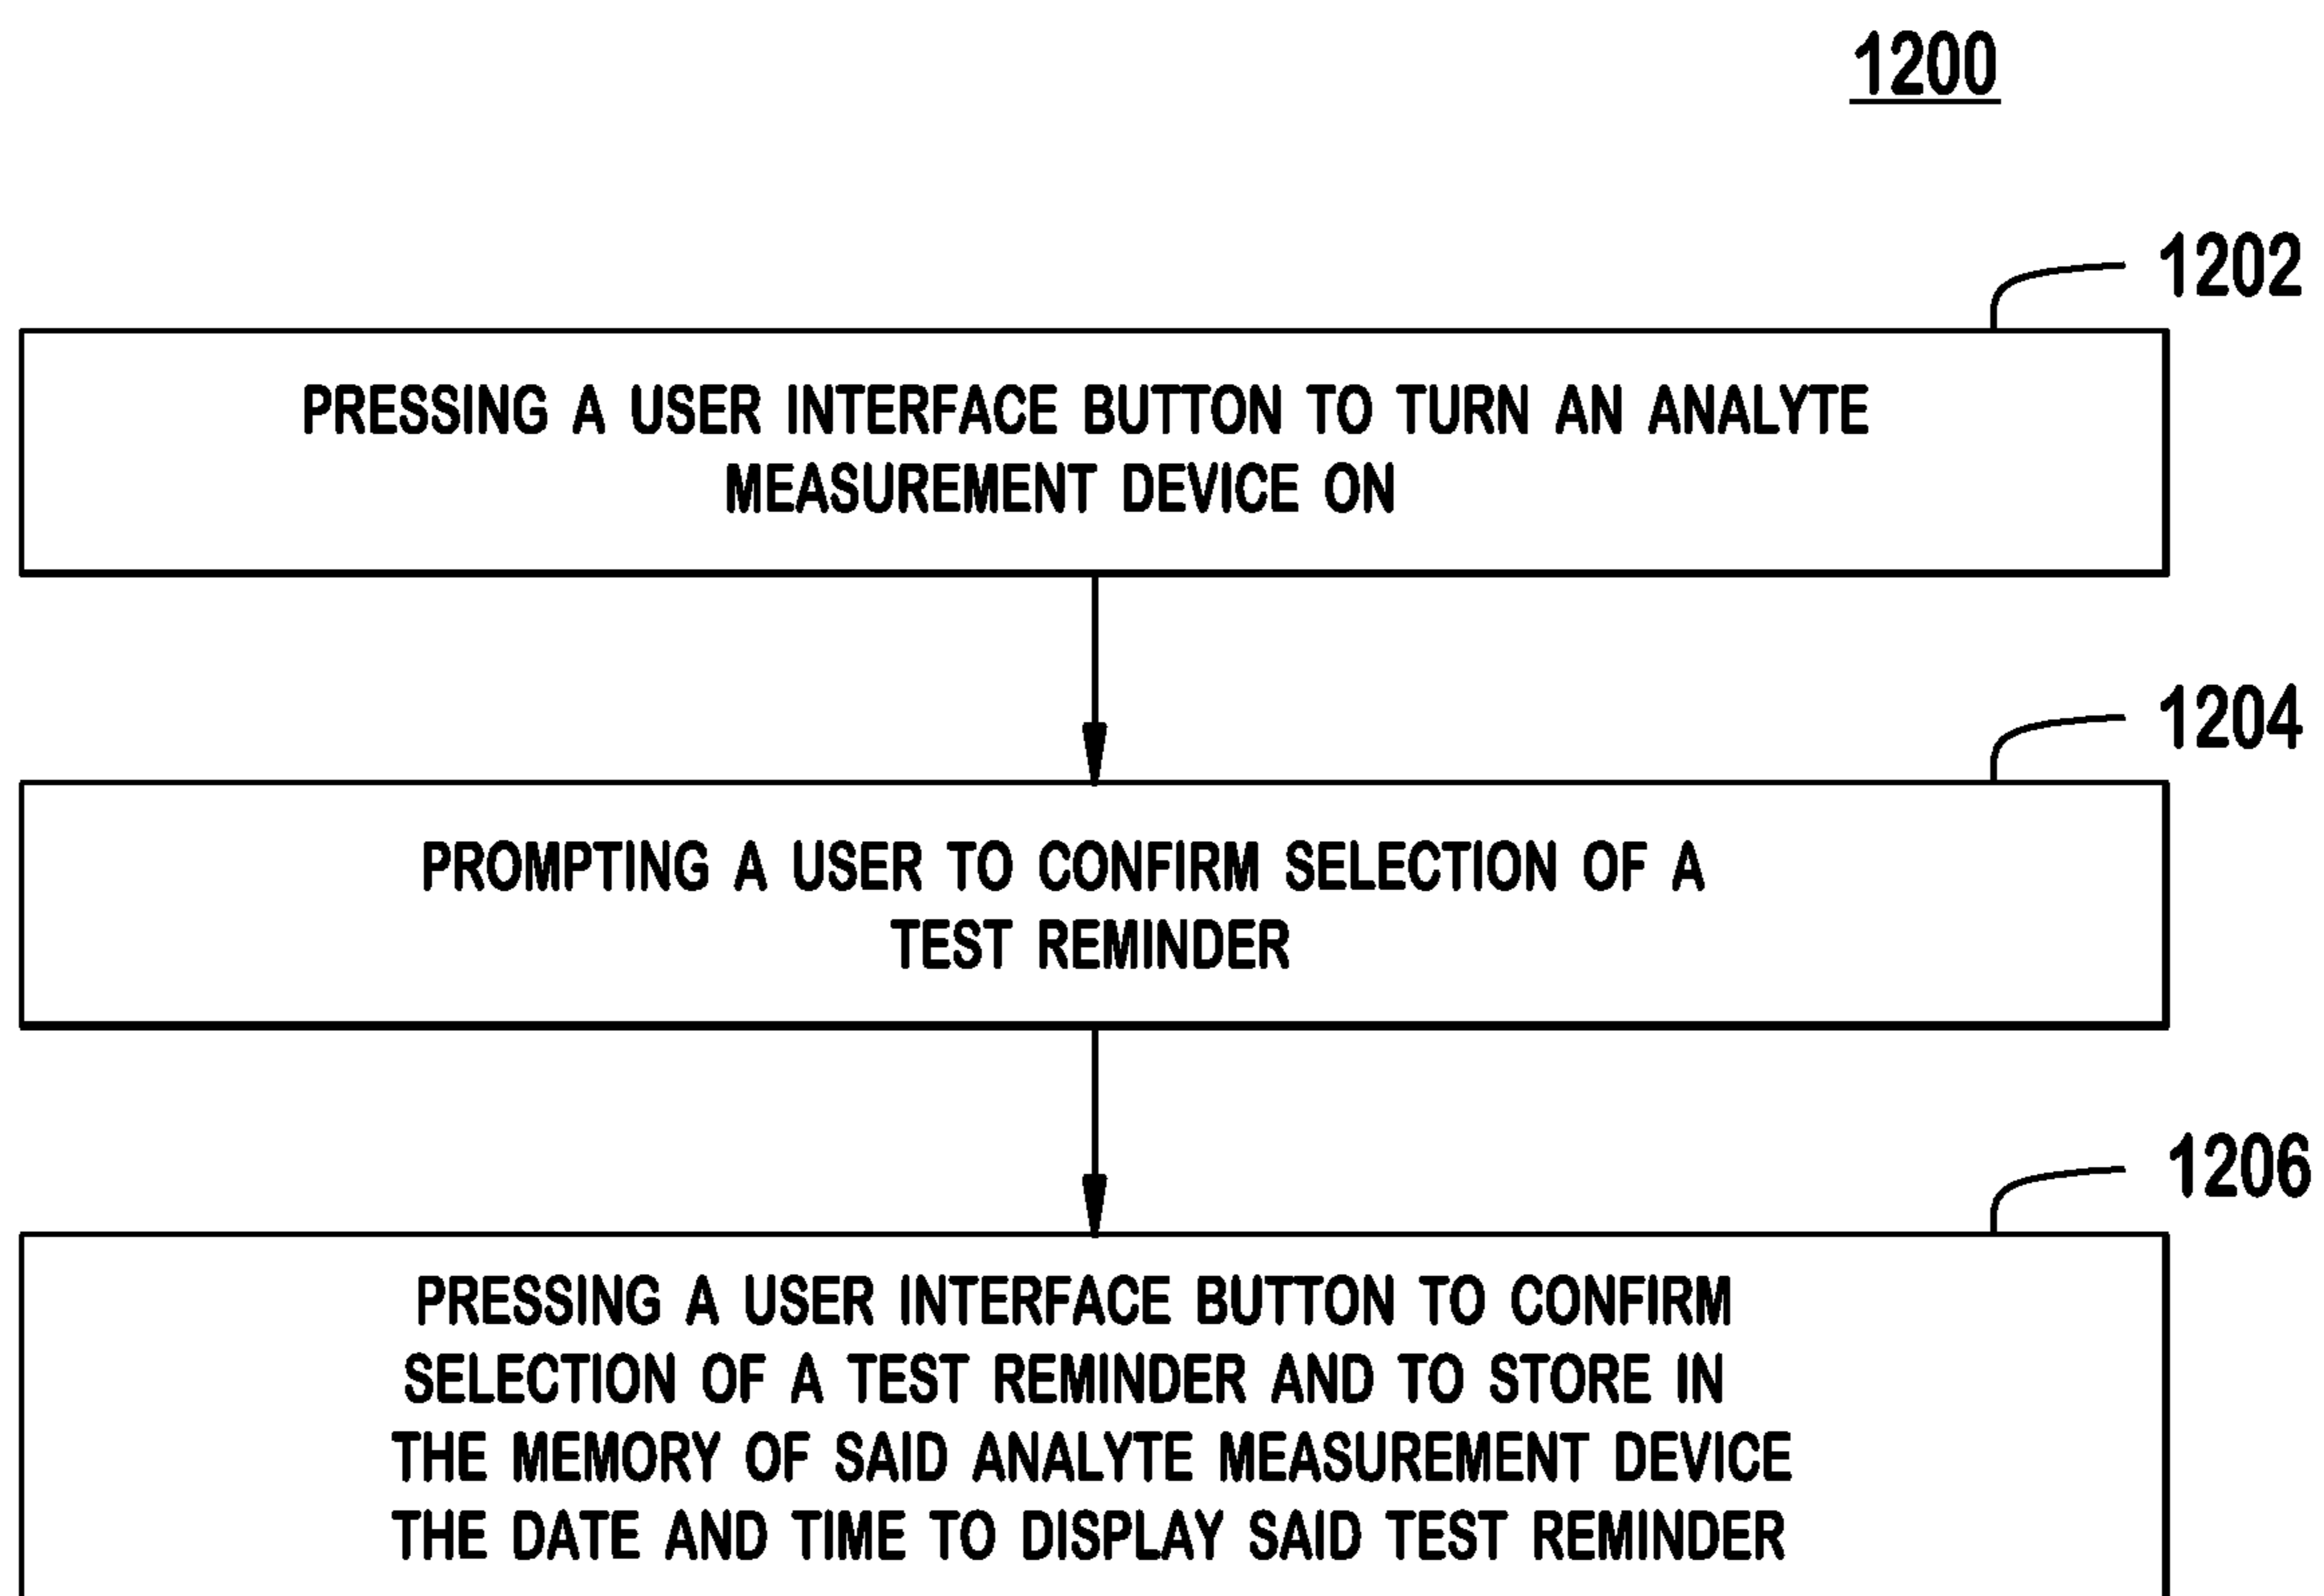 1200
1202
PRESSING A USER INTERFACE BUTTON TO TURN AN ANALYTE
MEASUREMENT DEVICE ON
1204
PROMPTING A USER TO CONFIRM SELECTION OF A
TEST REMINDER
1206
PRESSING A USER INTERFACE BUTTON TO CONFIRM
SELECTION OF A TEST REMINDER AND TO STORE IN
THE MEMORY OF SAID ANALYTE MEASUREMENT DEVICE
THE DATE AND TIME TO DISPLAY SAID TEST REMINDER